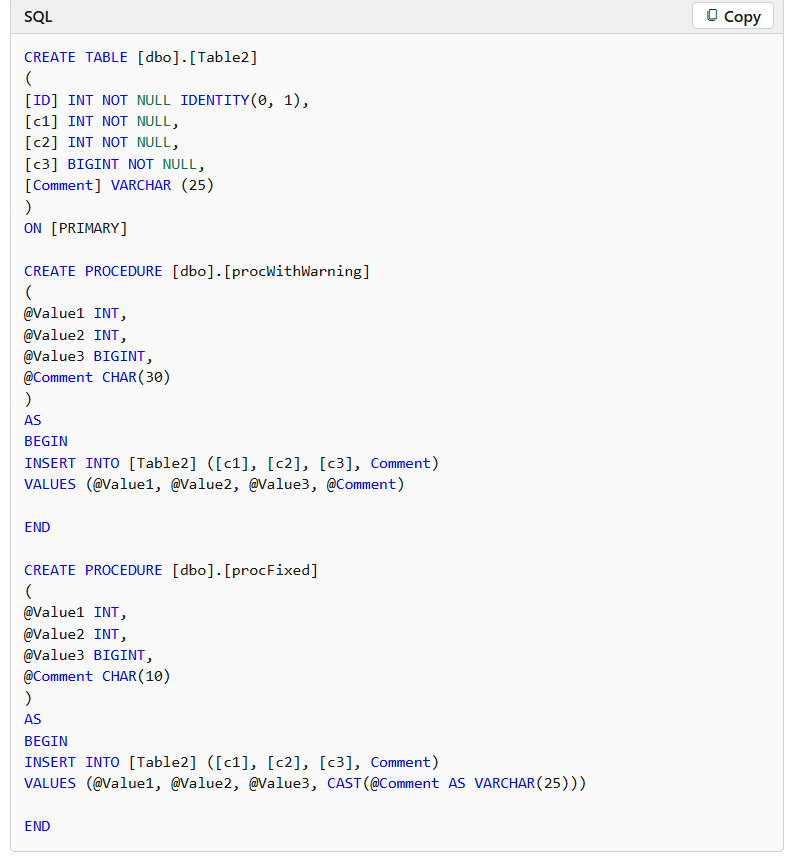 SQL
Copy
CREATE TABLE [dbo].[Table2]
(
[ID] INT NOT NULL IDENTITY(0, 1),
[c1] INT NOT NULL,
[c2] INT NOT NULL,
[c3] BIGINT NOT NULL,
[Comment] VARCHAR (25)
)
ON [PRIMARY]

CREATE PROCEDURE [dbo].[procWithWarning]
(
@Value1 INT,
@Value2 INT,
@Value3 BIGINT,
@Comment CHAR(30)
)
AS
BEGIN
INSERT INTO [Table2] ([c1], [c2], [c3], Comment)
VALUES (@Value1, @Value2, @Value3, @Comment)

END

CREATE PROCEDURE [dbo].[procFixed]
(
@Value1 INT,
@Value2 INT,
@Value3 BIGINT,
@Comment CHAR(10)
)
AS
BEGIN
INSERT INTO [Table2] ([c1], [c2], [c3], Comment)
VALUES (@Value1, @Value2, @Value3, CAST(@Comment AS VARCHAR(25)))

END